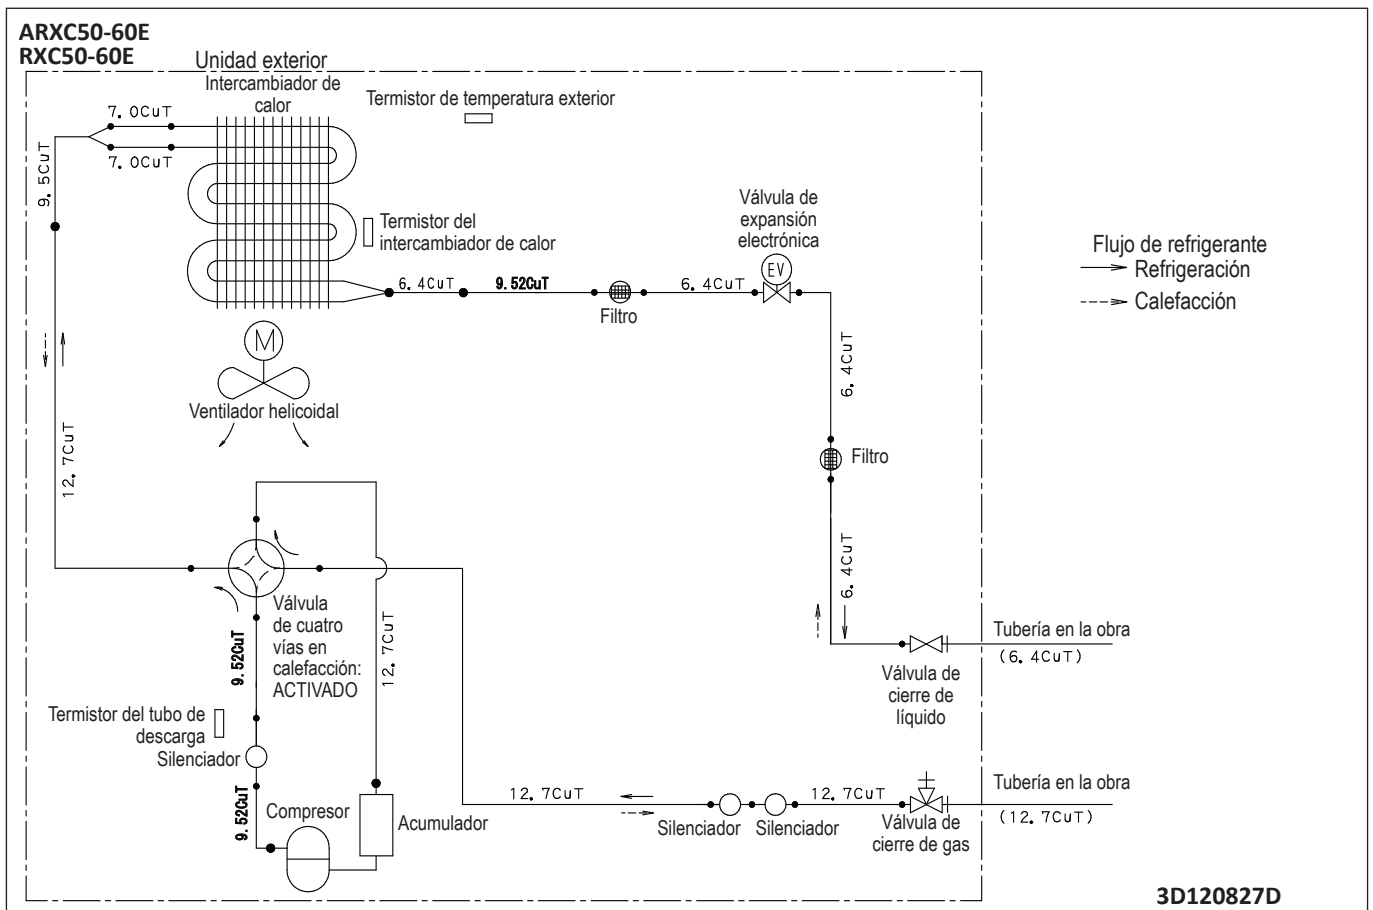 ARXC50-60E
RXC50-60E
Unidad exterior
Intercambiador de
calor
Termistor de temperatura exterior
7. 0CuT
7. 0CuT
9. 5CuT
Termistor del
intercambiador de calor
Válvula de
expansión
electrónica
EV
Flujo de refrigerante
Refrigeración
Calefacción
6. 4CuT
9.52CuT
Filtro
6. 4CuT
6. 4CuT
M
Ventilador helicoidal
12. 7CuT
Filtro
6. 4CuT
Válvula
de cuatro
vías en
calefacción:
ACTIVADO
9. 52CuT
12. 7CuT
Tubería en la obra
(6. 4CuT)
Válvula de
cierre de
líquido
Termistor del tubo de
descarga
Silenciador
9. 52CuT
Compresor
Acumulador
12. 7CuT
Silenciador
Silenciador
12. 7CuT
Válvula de
cierre de gas
Tubería en la obra
(12. 7CuT)
3D120827D